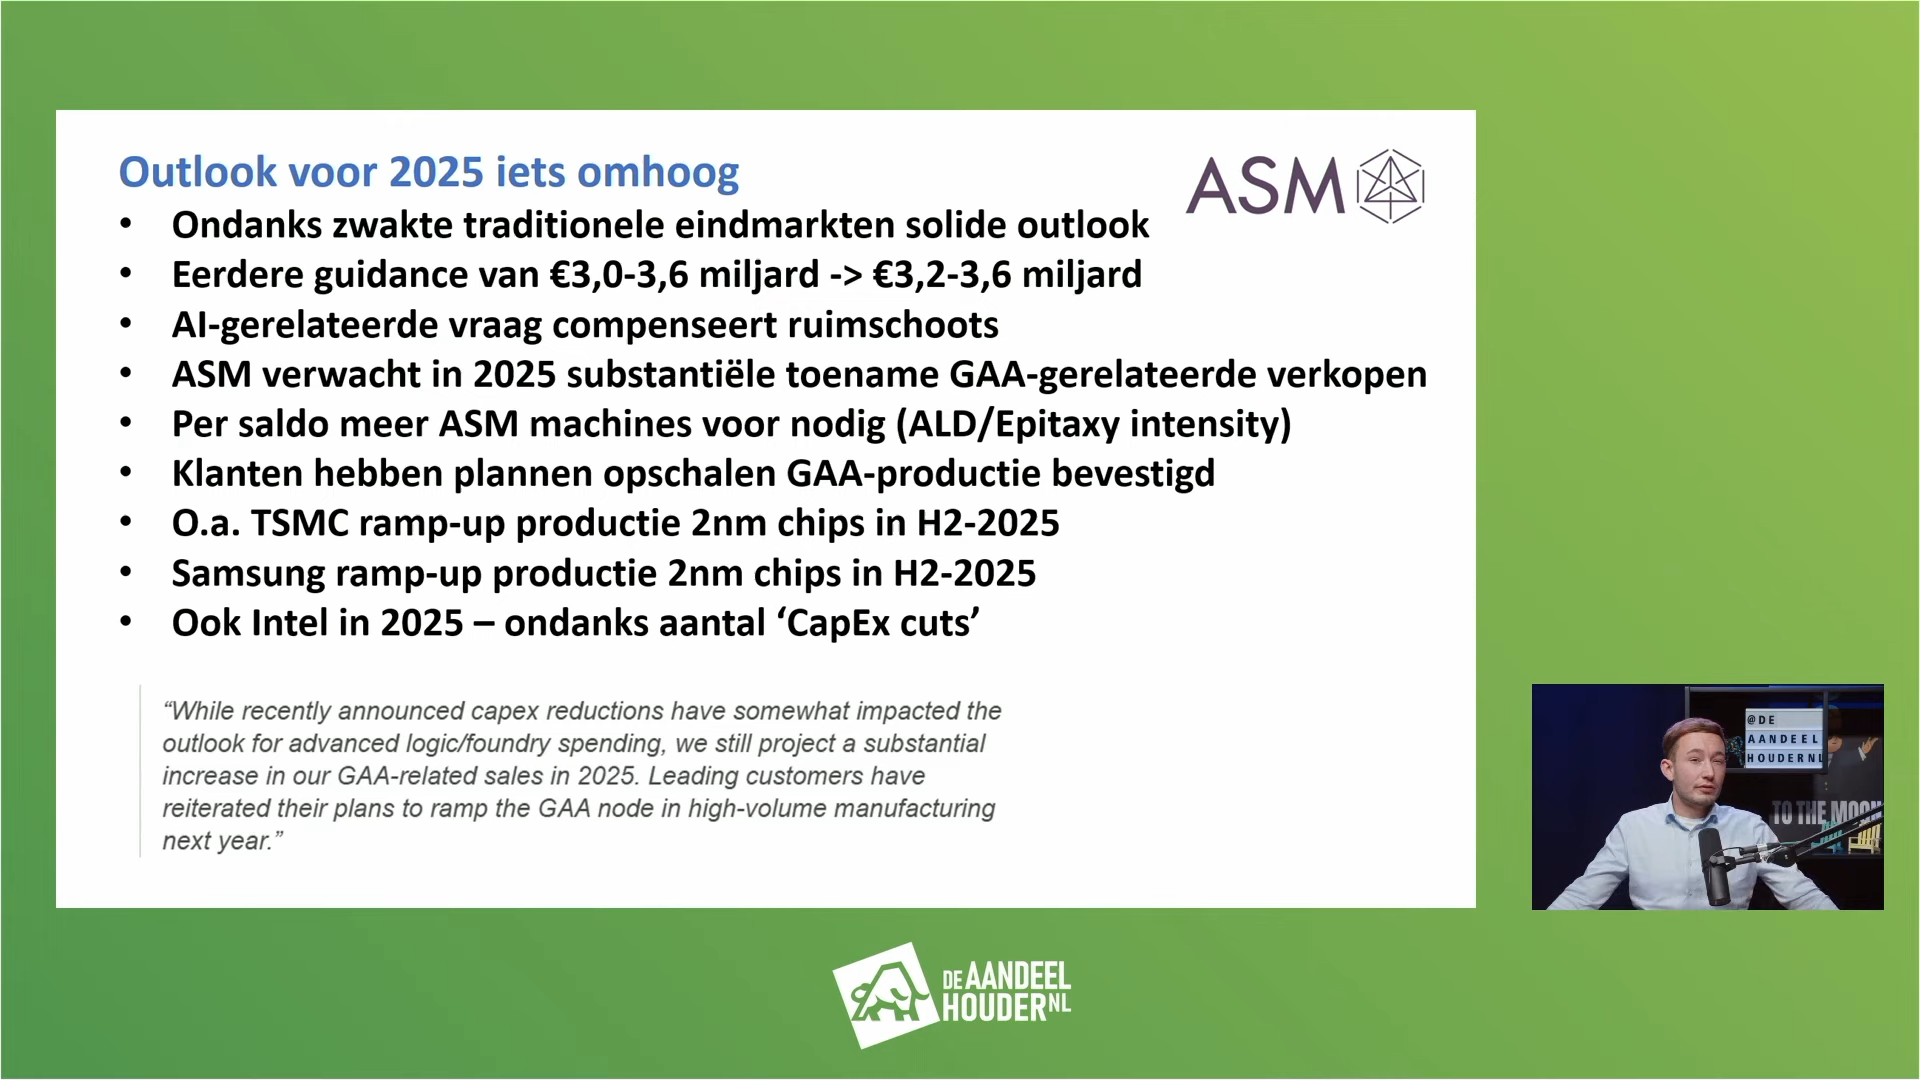 Outlook voor 2025 iets omhoog
ASM
• Ondanks zwakte traditionele eindmarkten solide outlook
• Eerdere guidance van €3,0-3,6 miljard -> €3,2-3,6 miljard
• AI-gerelateerde vraag compenseert ruimschoots
• ASM verwacht in 2025 substantiële toename GAA-gerelateerde verkopen
• Per saldo meer ASM machines voor nodig (ALD/Epitaxy intensity)
• Klanten hebben plannen opschalen GAA-productie bevestigd
• O.a. TSMC ramp-up productie 2nm chips in H2-2025
• Samsung ramp-up productie 2nm chips in H2-2025
• Ook Intel in 2025 – ondanks aantal ‘CapEx cuts’
“While recently announced capex reductions have somewhat impacted the
outlook for advanced logic/foundry spending, we still project a substantial
increase in our GAA-related sales in 2025. Leading customers have
reiterated their plans to ramp the GAA node in high-volume manufacturing
next year.”
@DE
AANDEEL
HOUDERNL
TO THE MOON
DE AANDEEL
HOUDER NL